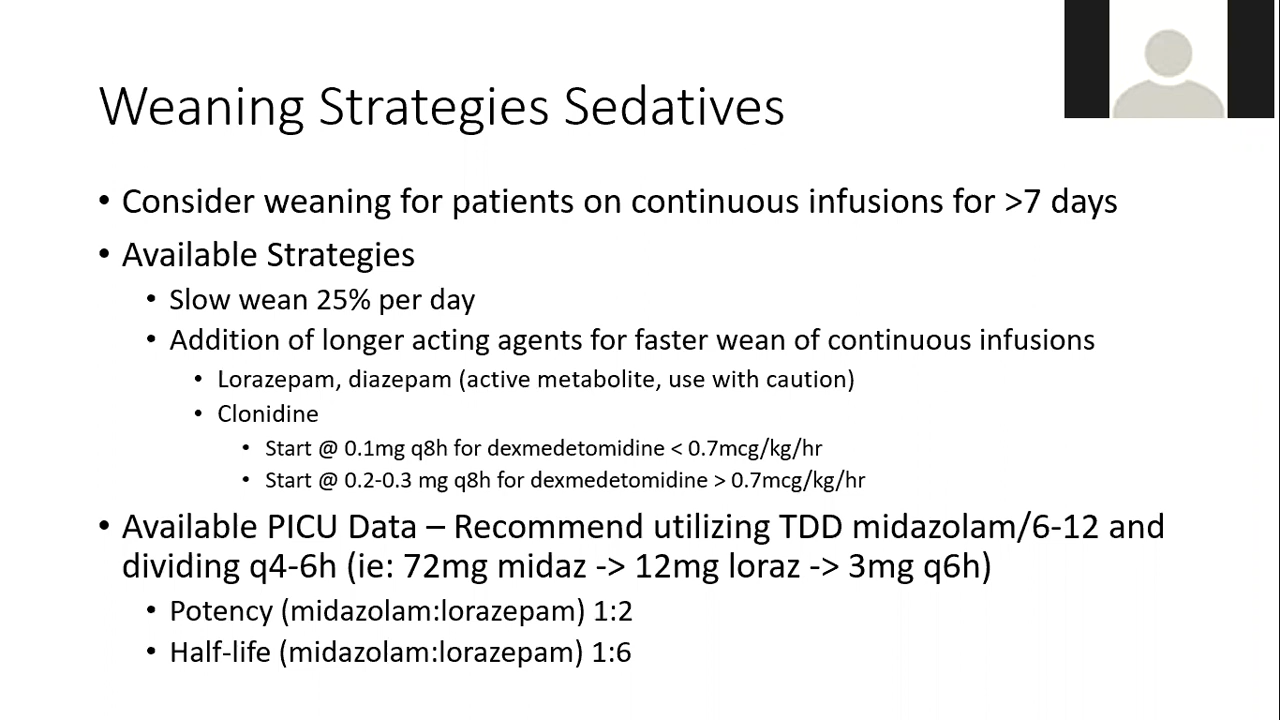 Weaning Strategies Sedatives
• Consider weaning for patients on continuous infusions for >7 days
• Available Strategies
• Slow wean 25% per day
• Addition of longer acting agents for faster wean of continuous infusions
• Lorazepam, diazepam (active metabolite, use with caution)
• Clonidine
• Start @ 0.1mg q8h for dexmedetomidine < 0.7mcg/kg/hr
• Start @ 0.2-0.3 mg q8h for dexmedetomidine > 0.7mcg/kg/hr
• Available PICU Data – Recommend utilizing TDD midazolam/6-12 and
dividing q4-6h (ie: 72mg midaz -> 12mg loraz -> 3mg q6h)
• Potency (midazolam:lorazepam) 1:2
• Half-life (midazolam:lorazepam) 1:6